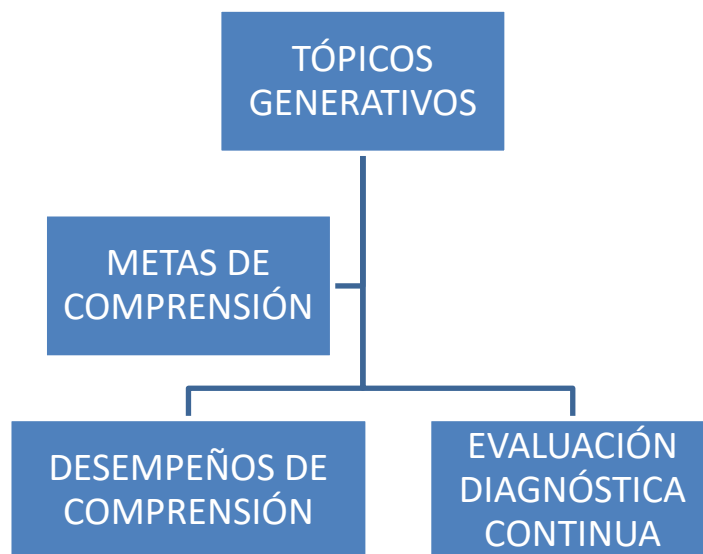 TÓPICOS
GENERATIVOS
METAS DE
COMPRENSIÓN
DESEMPEÑOS DE
COMPRENSIÓN
EVALUACIÓN
DIAGNÓSTICA
CONTINUA